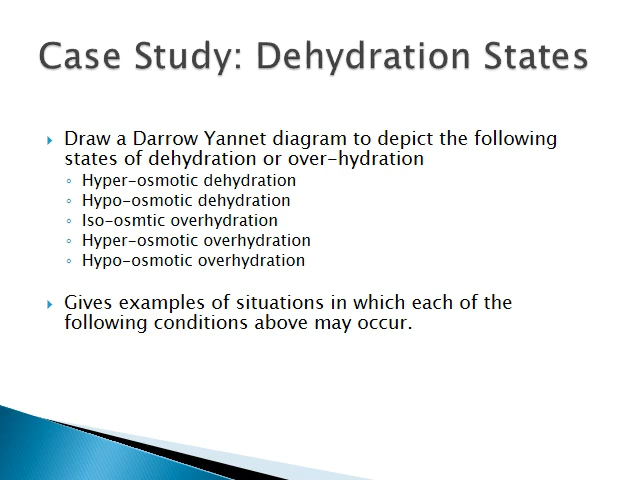 Case Study: Dehydration States
Draw a Darrow Yannet diagram to depict the following
states of dehydration or over-hydration
Hyper-osmotic dehydration
Hypo-osmotic dehydration
Iso-osmtic overhydration
Hyper-osmotic overhydration
Hypo-osmotic overhydration
Gives examples of situations in which each of the
following conditions above may occur.